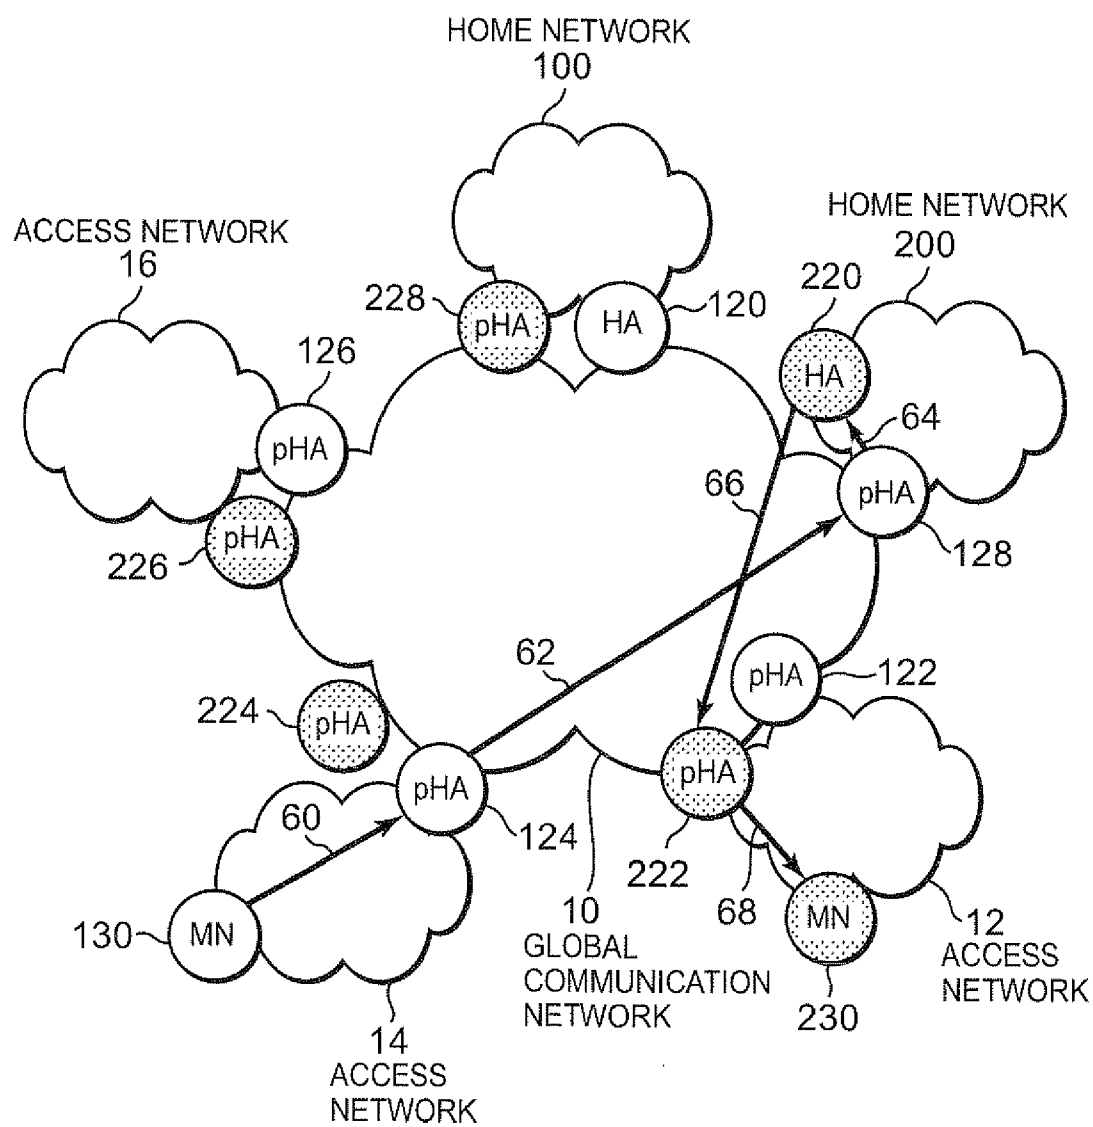 HOME NETWORK
100
HOME NETWORK
200
ACCESS NETWORK
16
220
228
pHA
HA
120
126
HA
64
pHA
66
pHA
pHA
226
128
62
pHA
122
224
pHA
pHA
pHA
60
124
222
68
130
MN
10
GLOBAL
COMMUNICATION
NETWORK
MN
12
ACCESS
NETWORK
230
14
ACCESS
NETWORK